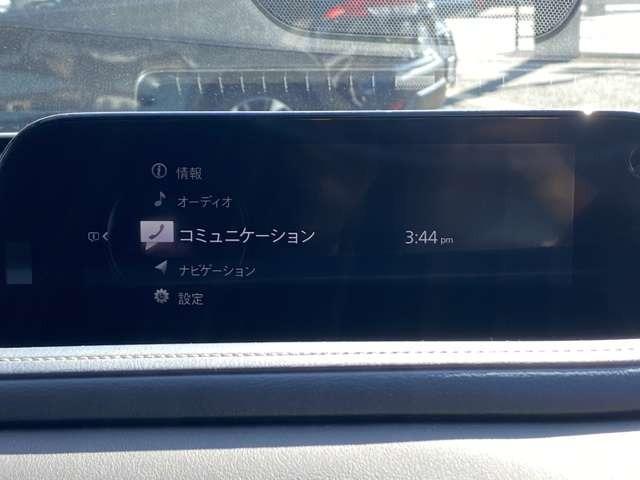 情報
オーディオ
コミュニケーション
3:44 pm
ナビゲーション
設定